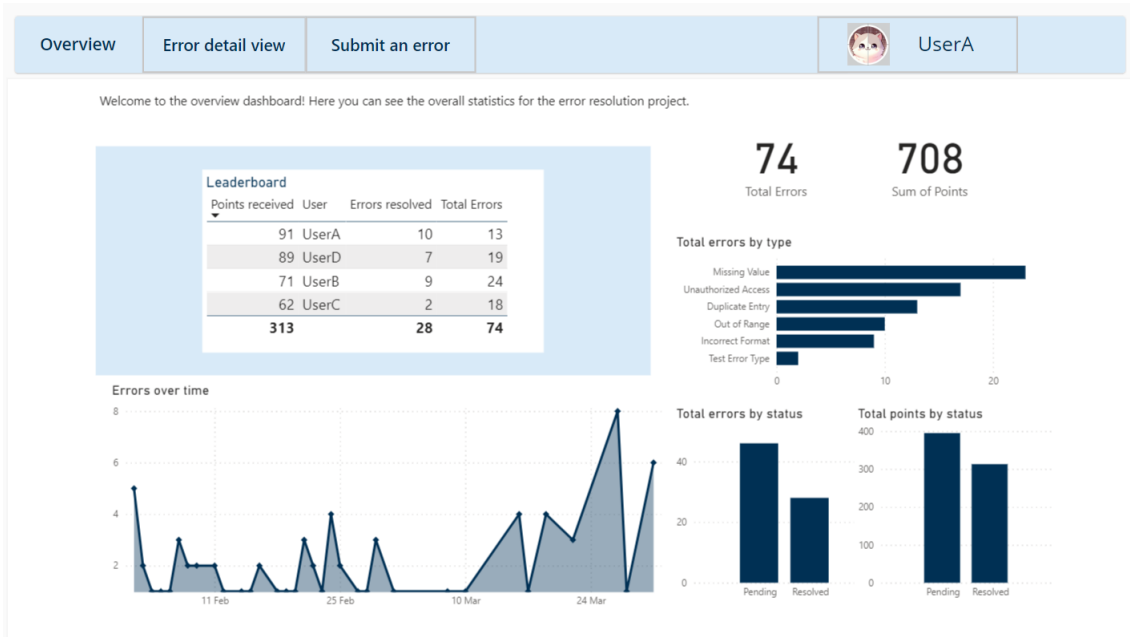 Overview Error detail view Submit an error UserA
Welcome to the overview dashboard! Here you can see the overall statistics for the error resolution project.
Leaderboard
Points received User Errors resolved Total Errors
91 UserA 10 13
89 UserD 7 19
71 UserB 9 24
62 UserC 2 18
313 28 74
74
Total Errors
708
Sum of Points
Total errors by type
Missing Value
Unauthorized Access
Duplicate Entry
Out of Range
Incorrect Format
Test Error Type
0 10 20
Errors over time
8
6
4
2
11 Feb 25 Feb 10 Mar 24 Mar
Total errors by status
40
20
0
Pending Resolved
Total points by status
400
300
200
100
0
Pending Resolved